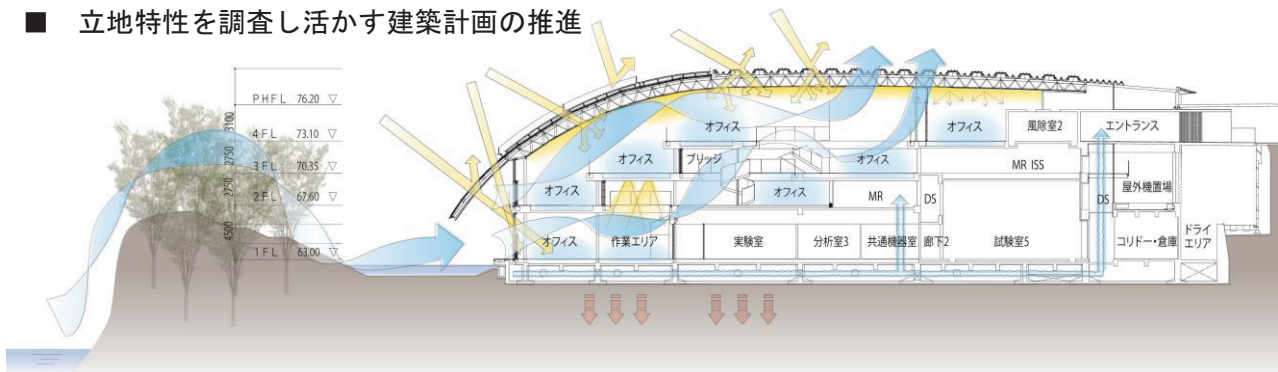 ■ 立地特性を調査し活かす建築計画の推進
PHFL 76.20 ▽
3100
4FL 73.10 ▽
2750
3FL 70.35 ▽
2750
2FL 67.60 ▽
4500
1FL 63.00 ▽
オフィス
オフィス
風除室2
エントランス
オフィス
ブリッジ
オフィス
MR ISS
オフィス
オフィス
MR
DS
DS
屋外機置場
オフィス
作業エリア
実験室
分析室3
共通機器室
廊下2
試験室5
コリドー・倉庫
ドライ
エリア